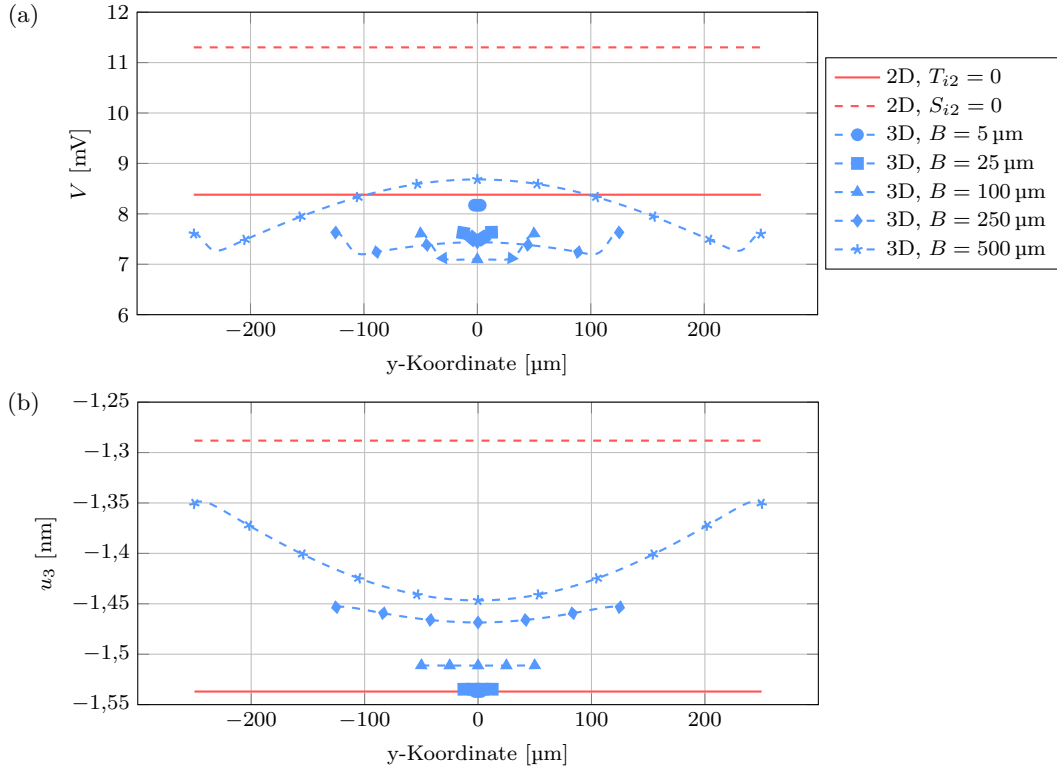 (a)
12
11
10
9
8
7
6
V [mV]
−200
−100
0
100
200
y-Koordinate [µm]
2D, T_{i2} = 0
2D, S_{i2} = 0
3D, B = 5 µm
3D, B = 25 µm
3D, B = 100 µm
3D, B = 250 µm
3D, B = 500 µm
(b)
−1,25
−1,3
−1,35
−1,4
−1,45
−1,5
−1,55
u_3 [nm]
−200
−100
0
100
200
y-Koordinate [µm]